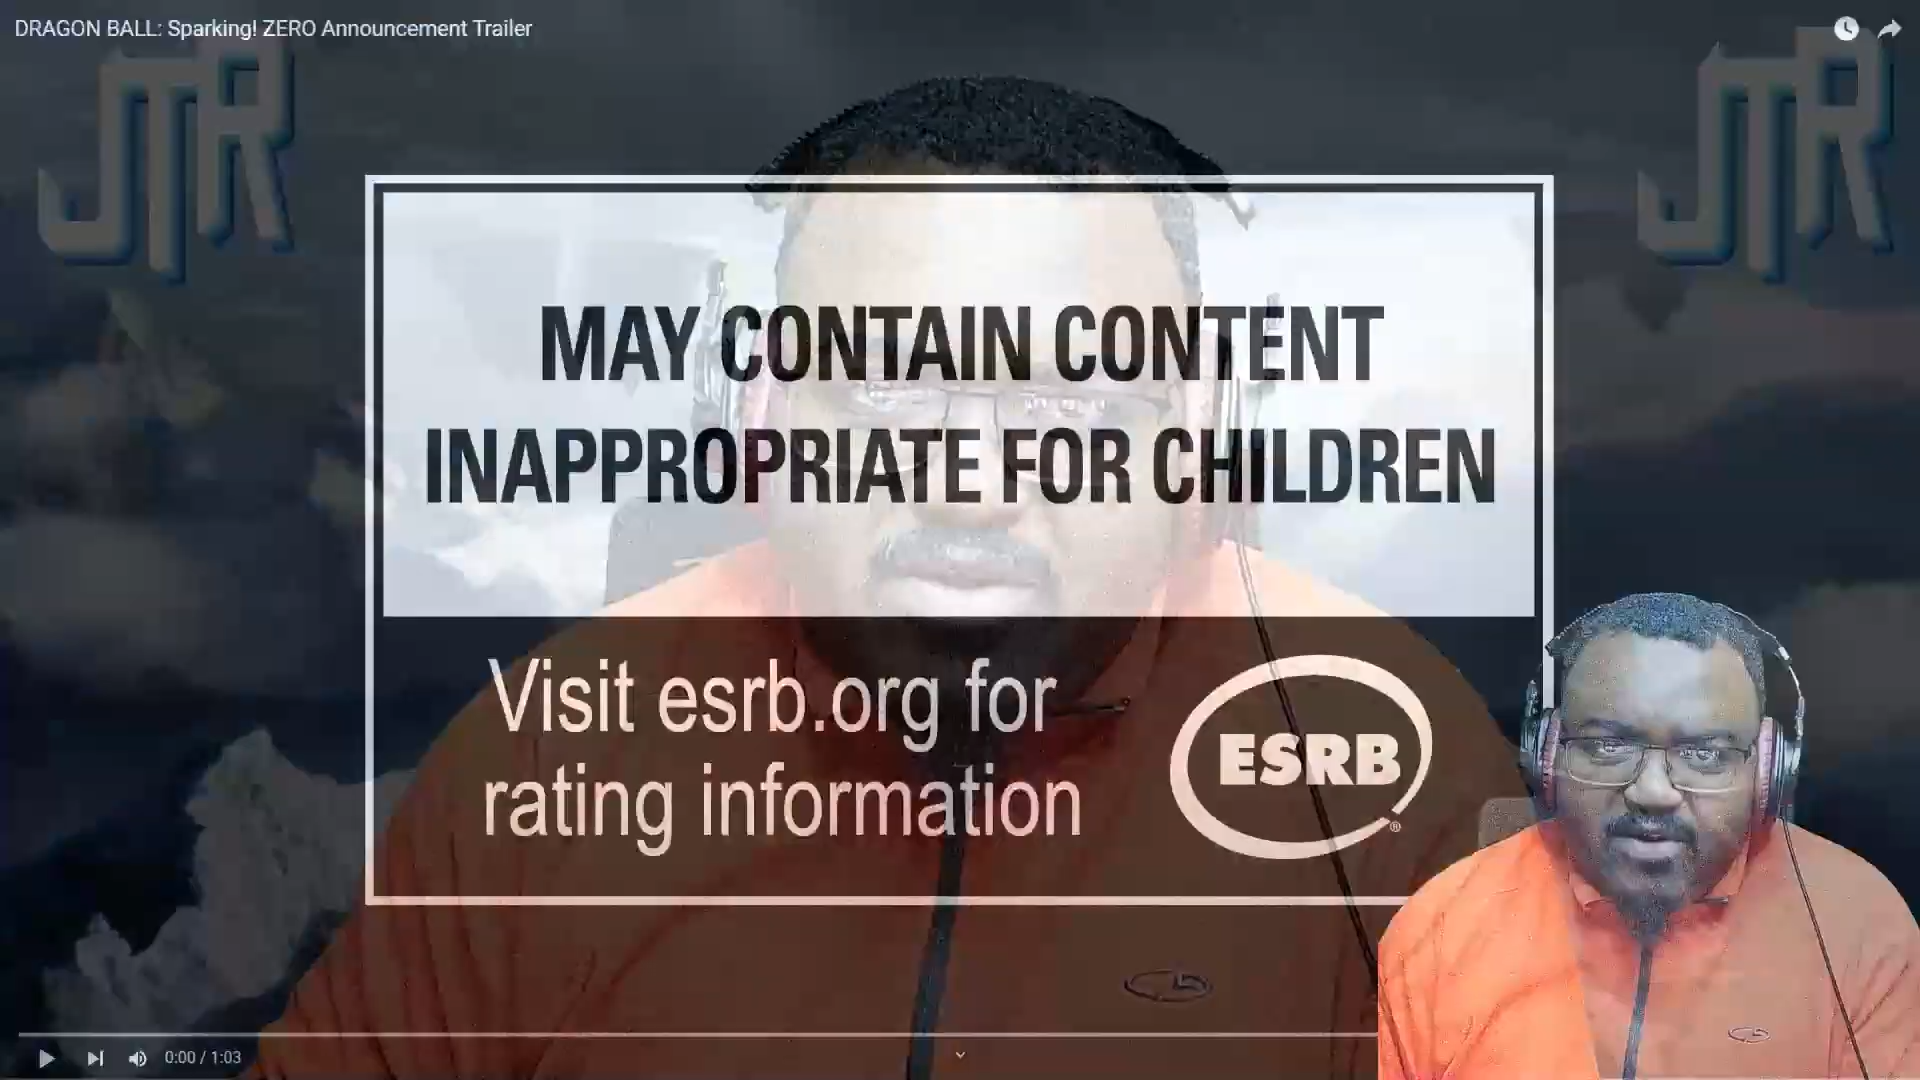 DRAGON BALL: Sparking! ZERO Announcement Trailer
JTR JTR
MAY CONTAIN CONTENT
INAPPROPRIATE FOR CHILDREN
Visit esrb.org for
rating information
ESRB
®
0:00 / 1:03